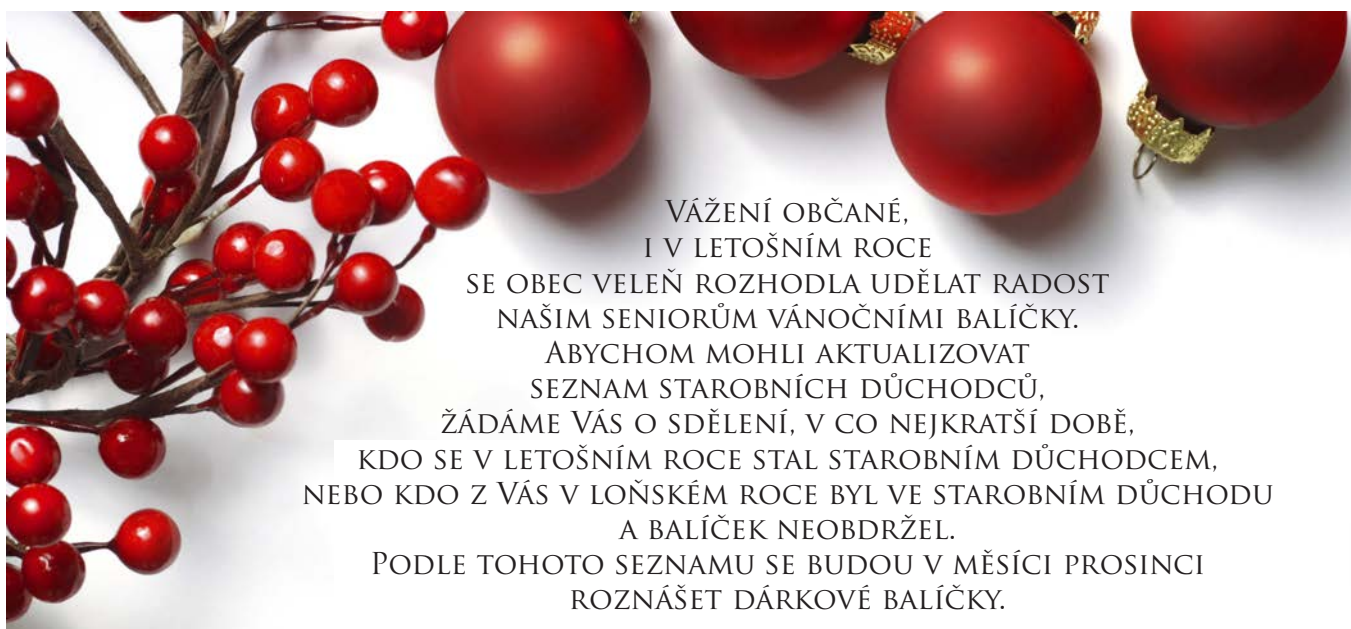 Vážení občané,
i v letošním roce
se obec Veleň rozhodla udělat radost
našim seniorům vánočními balíčky.
Abychom mohli aktualizovat
seznam starobních důchodců,
žádáme Vás o sdělení, v co nejkratší době,
kdo se v letošním roce stal starobním důchodcem,
nebo kdo z Vás v loňském roce byl ve starobním důchodu
a balíček neobdržel.
Podle tohoto seznamu se budou v měsíci prosinci
roznášet dárkové balíčky.